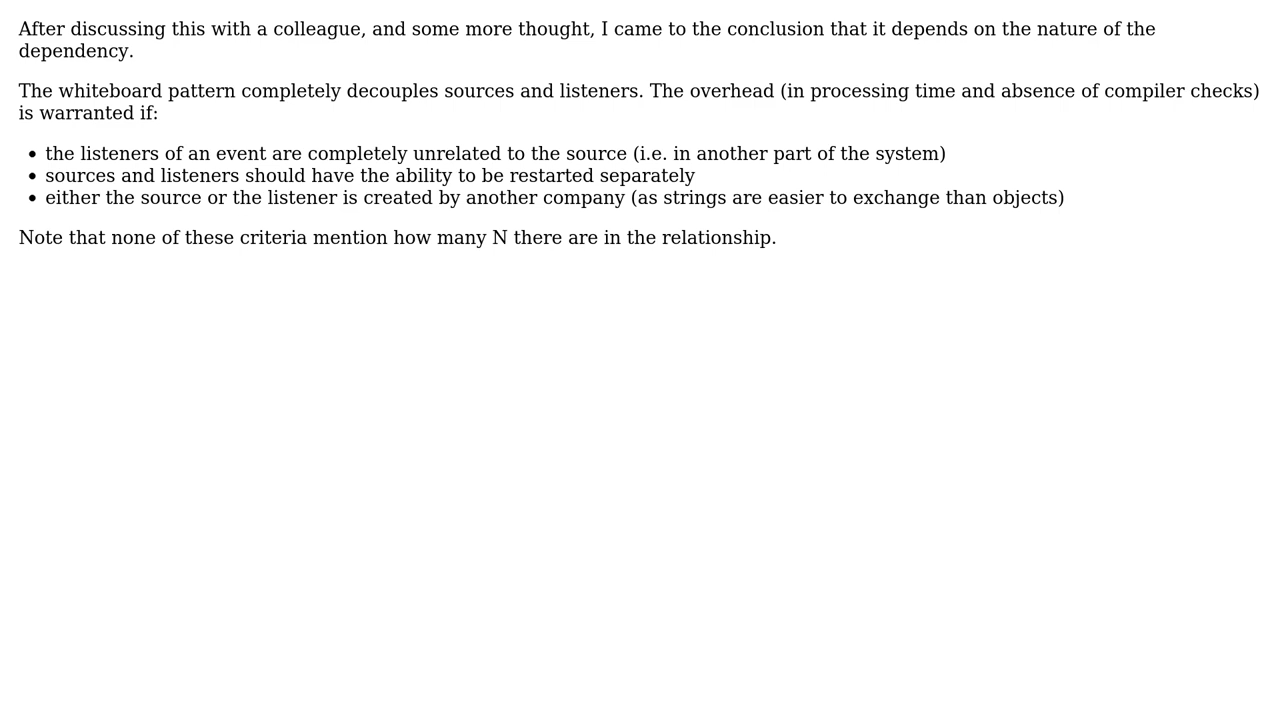 After discussing this with a colleague, and some more thought, I came to the conclusion that it depends on the nature of the
dependency.
The whiteboard pattern completely decouples sources and listeners. The overhead (in processing time and absence of compiler checks)
is warranted if:
• the listeners of an event are completely unrelated to the source (i.e. in another part of the system)
• sources and listeners should have the ability to be restarted separately
• either the source or the listener is created by another company (as strings are easier to exchange than objects)
Note that none of these criteria mention how many N there are in the relationship.